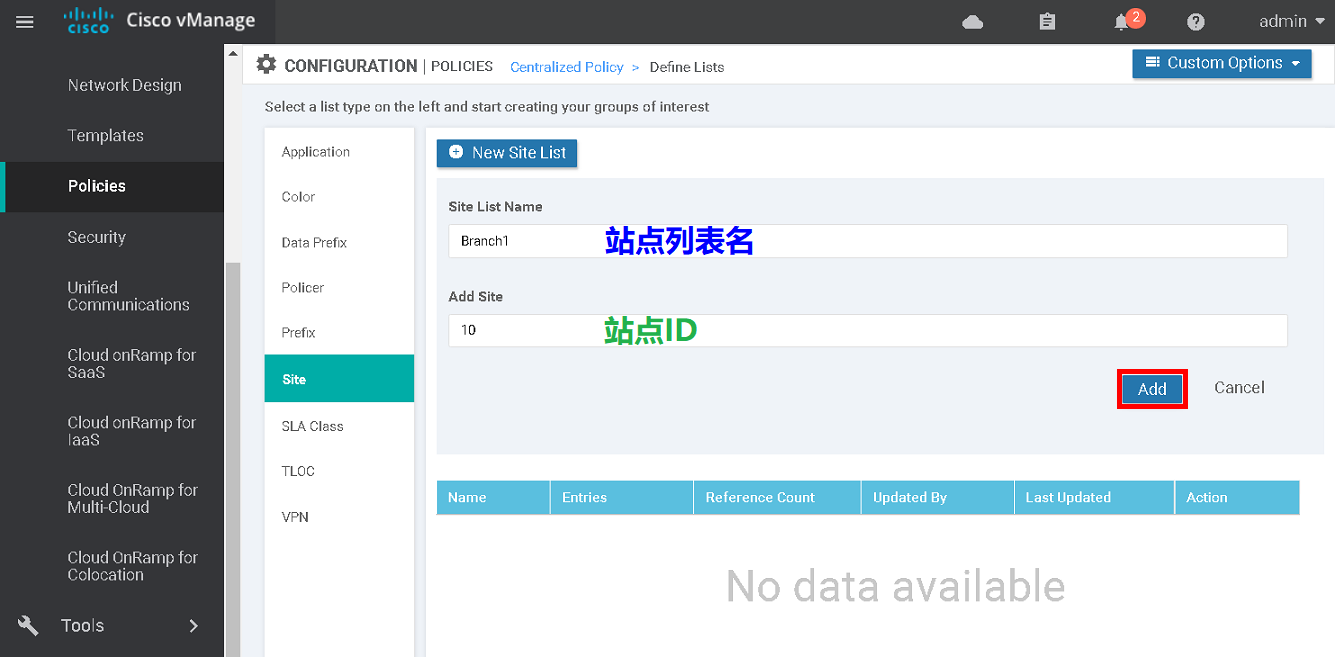 CISCO Cisco vManage
2
admin
Network Design
Templates
Policies
Security
Unified
Communications
Cloud onRamp for
SaaS
Cloud onRamp for
IaaS
Cloud OnRamp for
Multi-Cloud
Cloud OnRamp for
Colocation
Tools
CONFIGURATION | POLICIES Centralized Policy > Define Lists
Custom Options
Select a list type on the left and start creating your groups of interest
Application
Color
Data Prefix
Policer
Prefix
Site
SLA Class
TLOC
VPN
New Site List
Site List Name
Branch1 站点列表名
Add Site
10 站点ID
Add Cancel
Name Entries Reference Count Updated By Last Updated Action
No data available